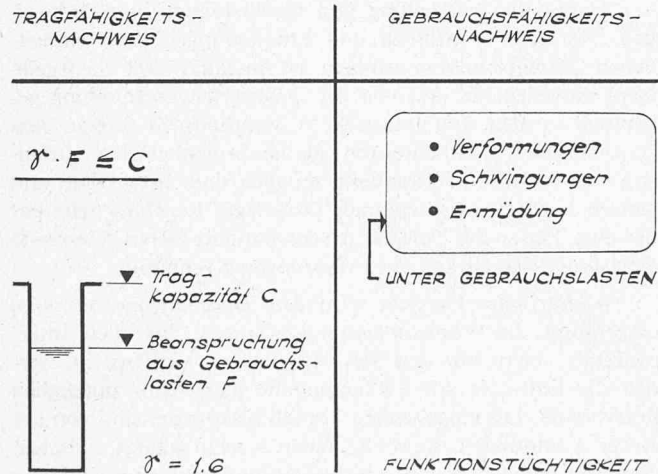 TRAGFÄHIGKEITS-
NACHWEIS
γ · F ≦ C
Trag-
kapazität C
Beanspruchung
aus Gebrauchs-
lasten F
γ = 1.6
GEBRAUCHSFÄHIGKEITS-
NACHWEIS
• Verformungen
• Schwingungen
• Ermüdung
UNTER GEBRAUCHSLASTEN
FUNKTIONSTÜCHTIGKEIT